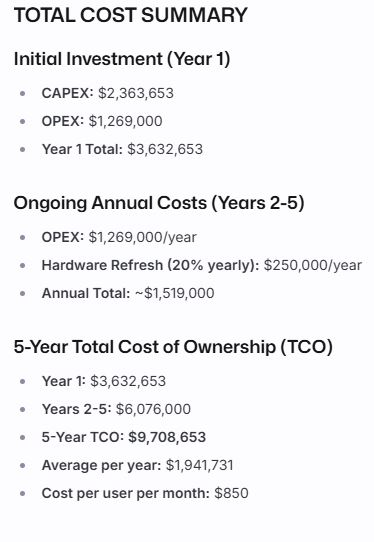 TOTAL COST SUMMARY
Initial Investment (Year 1)
CAPEX: $2,363,653
OPEX: $1,269,000
Year 1 Total: $3,632,653
Ongoing Annual Costs (Years 2-5)
OPEX: $1,269,000/year
Hardware Refresh (20% yearly): $250,000/year
Annual Total: ~$1,519,000
5-Year Total Cost of Ownership (TCO)
Year 1: $3,632,653
Years 2-5: $6,076,000
5-Year TCO: $9,708,653
Average per year: $1,941,731
Cost per user per month: $850